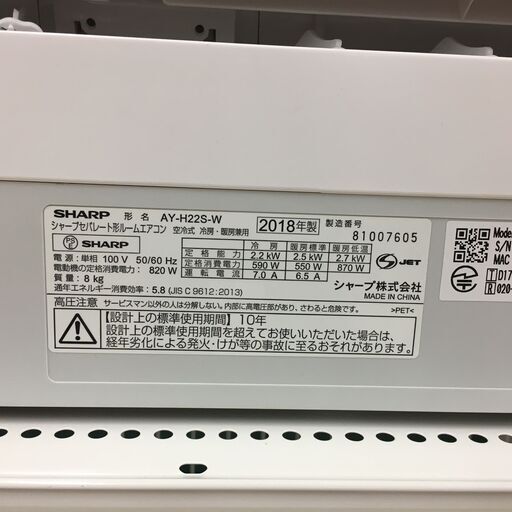 SHARP 形名 AY-H22S-W
シャープセパレート形ルームエアコン 空冷式 冷房・暖房兼用
2018年製
製造番号
81007605
PS E SHARP
電源:単相 100V 50/60 Hz
電動機の定格消費電力: 820 W
質量: 8 kg
冷房 暖房標準 暖房低温
定格能力 2.2 kW 2.5 kW 2.7 kW
定格消費電力 590 W 550 W 870 W
運転電流 7.0 A 6.5 A
S JET
通年エネルギー消費効率: 5.8 (JIS C 9612:2013)
シャープ株式会社
MADE IN CHINA
高圧注意 サービスマン以外の人は分解しない。内部に高電圧部があり、さわると危険です。
>PET<
【設計上の標準使用期間】10年
設計上の標準使用期間を超えてお使いいただいた場合は、
経年劣化による発火・けが等の事故に至るおそれがあります。
Model
S/N
MAC
T D17
R 020-